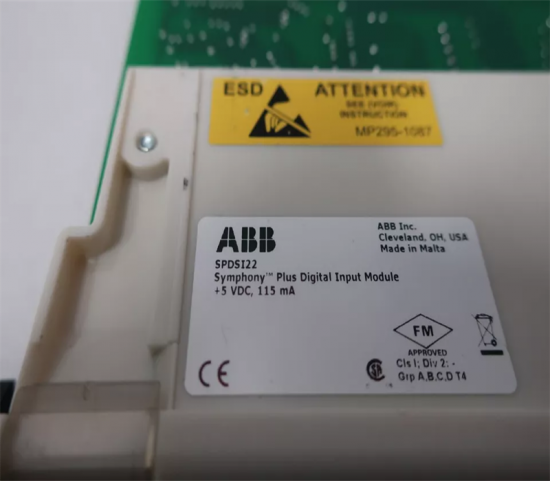 ESD
ATTENTION
SEE (VOIR)
INSTRUCTION
MP295-1087
ABB
ABB Inc.
Cleveland, OH, USA
Made in Malta
SPDSI22
Symphony™ Plus Digital Input Module
+5 VDC, 115 mA
FM
APPROVED
Cls I; Div 2; -
Grp A,B,C,D T4
CE